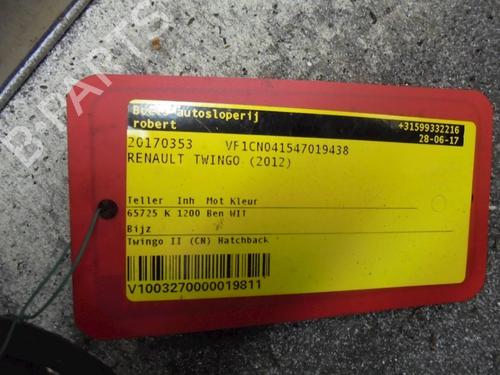 B-PARTS
autosloperij
robert +31599332216
28-06-17
20170353 VF1CN041547019438
RENAULT TWINGO (2012)
Teller Inh Mot Kleur
65725 K 1200 Ben WIT
Bijz
Twingo II (CN) Hatchback
V1003270000019811